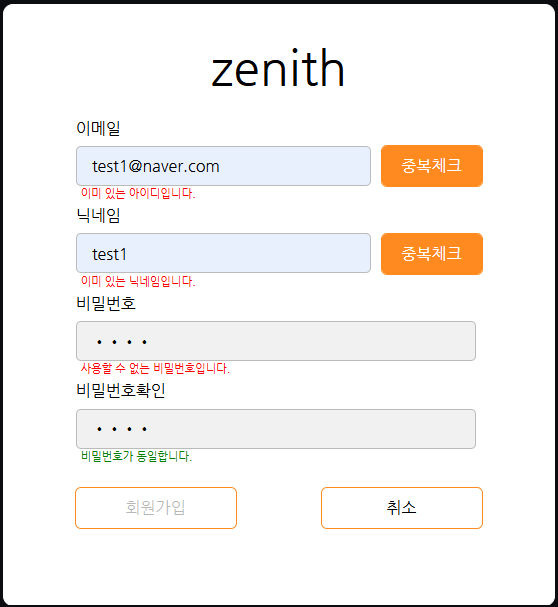 zenith
이메일
test1@naver.com 중복체크
이미 있는 아이디입니다.
닉네임
test1 중복체크
이미 있는 닉네임입니다.
비밀번호
••••
사용할 수 없는 비밀번호입니다.
비밀번호확인
••••
비밀번호가 동일합니다.
회원가입 취소